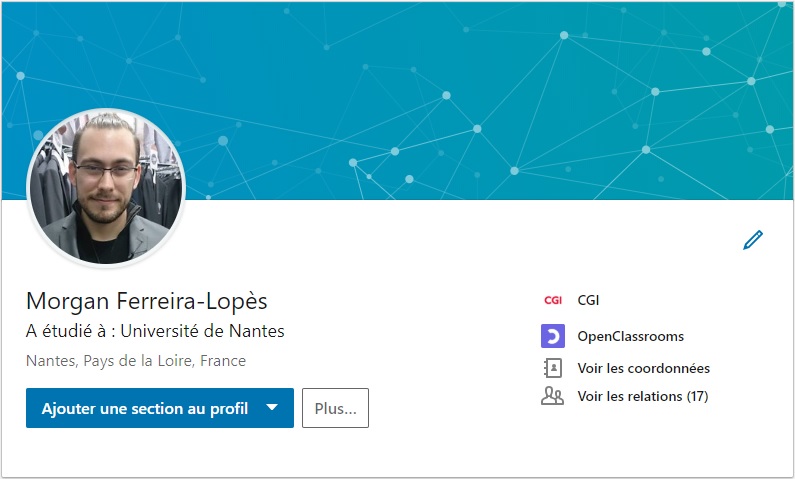 Morgan Ferreira-Lopès
A étudié à : Université de Nantes
Nantes, Pays de la Loire, France
Ajouter une section au profil
Plus...
CGI CGI
OpenClassrooms
Voir les coordonnées
Voir les relations (17)